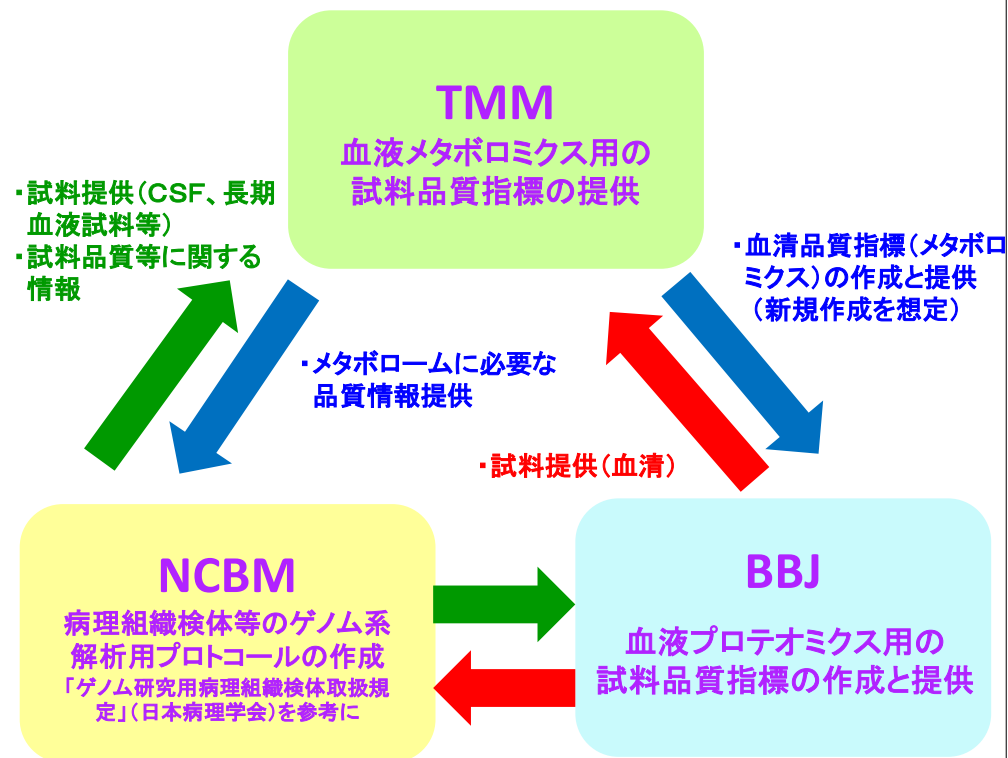 TMM
血液メタボロミクス用の
試料品質指標の提供
・試料提供（CSF、長期
血液試料等）
・試料品質等に関する
情報
・血清品質指標（メタボロ
ミクス）の作成と提供
（新規作成を想定）
・メタボロームに必要な
品質情報提供
・試料提供（血清）
NCBM
病理組織検体等のゲノム系
解析用プロトコールの作成
「ゲノム研究用病理組織検体取扱規
定」（日本病理学会）を参考に
BBJ
血液プロテオミクス用の
試料品質指標の作成と提供